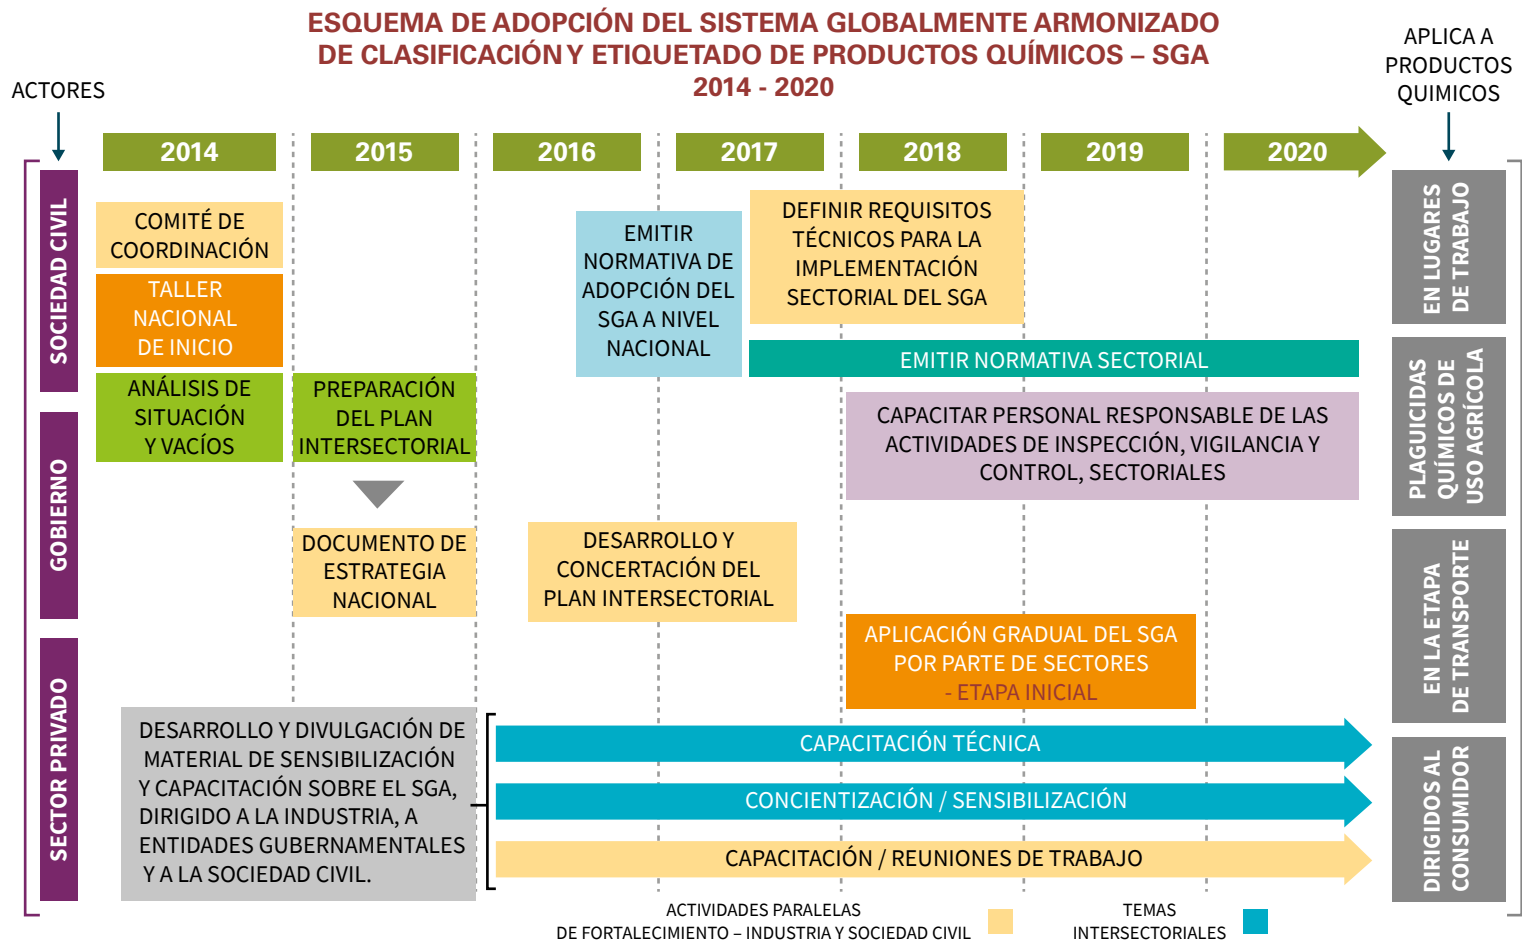 ESQUEMA DE ADOPCIÓN DEL SISTEMA GLOBALMENTE ARMONIZADO
DE CLASIFICACIÓN Y ETIQUETADO DE PRODUCTOS QUÍMICOS – SGA
2014 - 2020
ACTORES
APLICA A
PRODUCTOS
QUIMICOS
2014
2015
2016
2017
2018
2019
2020
SOCIEDAD CIVIL
GOBIERNO
SECTOR PRIVADO
COMITÉ DE
COORDINACIÓN
TALLER
NACIONAL
DE INICIO
ANÁLISIS DE
SITUACIÓN
Y VACÍOS
PREPARACIÓN
DEL PLAN
INTERSECTORIAL
DOCUMENTO DE
ESTRATEGIA
NACIONAL
EMITIR
NORMATIVA DE
ADOPCIÓN DEL
SGA A NIVEL
NACIONAL
DEFINIR REQUISITOS
TÉCNICOS PARA LA
IMPLEMENTACIÓN
SECTORIAL DEL SGA
EMITIR NORMATIVA SECTORIAL
CAPACITAR PERSONAL RESPONSABLE DE LAS
ACTIVIDADES DE INSPECCIÓN, VIGILANCIA Y
CONTROL, SECTORIALES
DESARROLLO Y
CONCERTACIÓN DEL
PLAN INTERSECTORIAL
APLICACIÓN GRADUAL DEL SGA
POR PARTE DE SECTORES
- ETAPA INICIAL
DESARROLLO Y DIVULGACIÓN DE
MATERIAL DE SENSIBILIZACIÓN
Y CAPACITACIÓN SOBRE EL SGA,
DIRIGIDO A LA INDUSTRIA, A
ENTIDADES GUBERNAMENTALES
Y A LA SOCIEDAD CIVIL.
CAPACITACIÓN TÉCNICA
CONCIENTIZACIÓN / SENSIBILIZACIÓN
CAPACITACIÓN / REUNIONES DE TRABAJO
EN LUGARES
DE TRABAJO
PLAGUICIDAS
QUÍMICOS DE
USO AGRÍCOLA
EN LA ETAPA
DE TRANSPORTE
DIRIGIDOS AL
CONSUMIDOR
ACTIVIDADES PARALELAS
DE FORTALECIMIENTO – INDUSTRIA Y SOCIEDAD CIVIL
TEMAS
INTERSECTORIALES